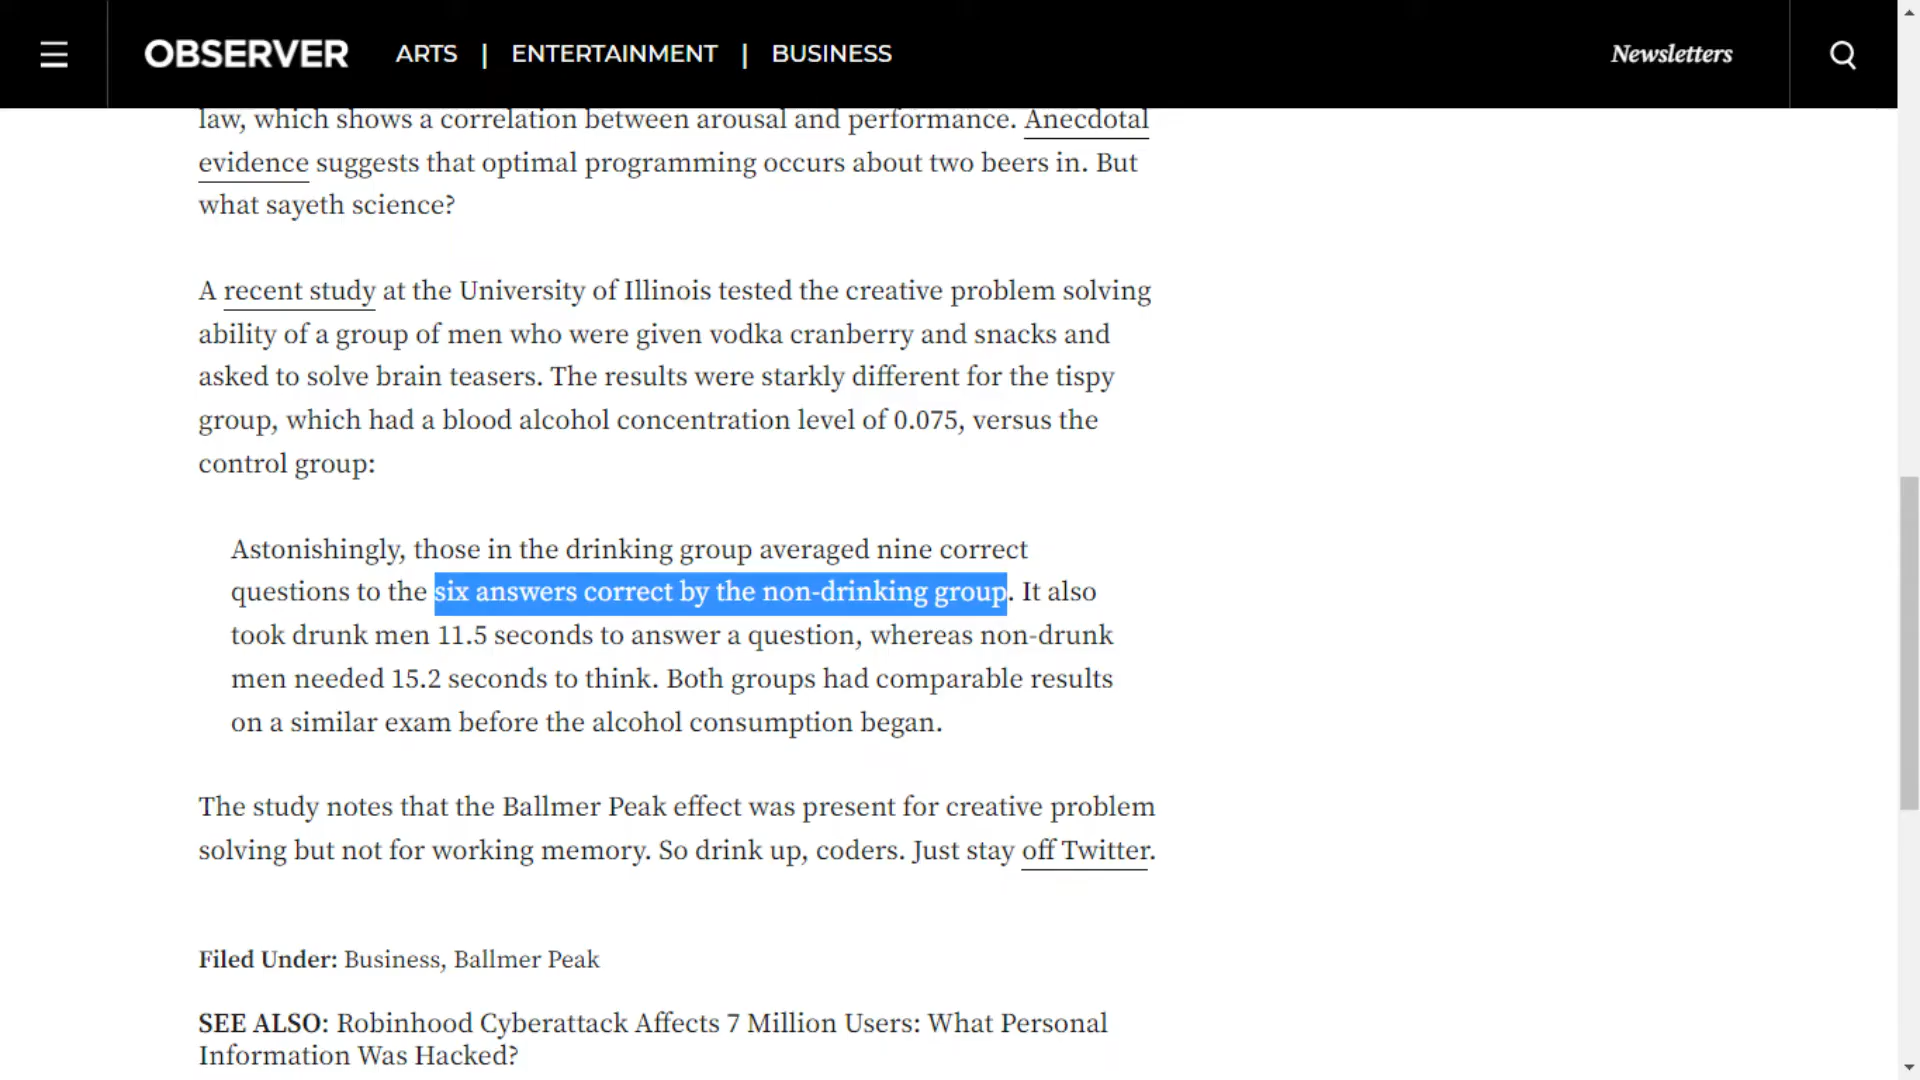 OBSERVER ARTS | ENTERTAINMENT | BUSINESS Newsletters
law, which shows a correlation between arousal and performance. Anecdotal
evidence suggests that optimal programming occurs about two beers in. But
what sayeth science?
A recent study at the University of Illinois tested the creative problem solving
ability of a group of men who were given vodka cranberry and snacks and
asked to solve brain teasers. The results were starkly different for the tispy
group, which had a blood alcohol concentration level of 0.075, versus the
control group:
Astonishingly, those in the drinking group averaged nine correct
questions to the six answers correct by the non-drinking group. It also
took drunk men 11.5 seconds to answer a question, whereas non-drunk
men needed 15.2 seconds to think. Both groups had comparable results
on a similar exam before the alcohol consumption began.
The study notes that the Ballmer Peak effect was present for creative problem
solving but not for working memory. So drink up, coders. Just stay off Twitter.
Filed Under: Business, Ballmer Peak
SEE ALSO: Robinhood Cyberattack Affects 7 Million Users: What Personal
Information Was Hacked?